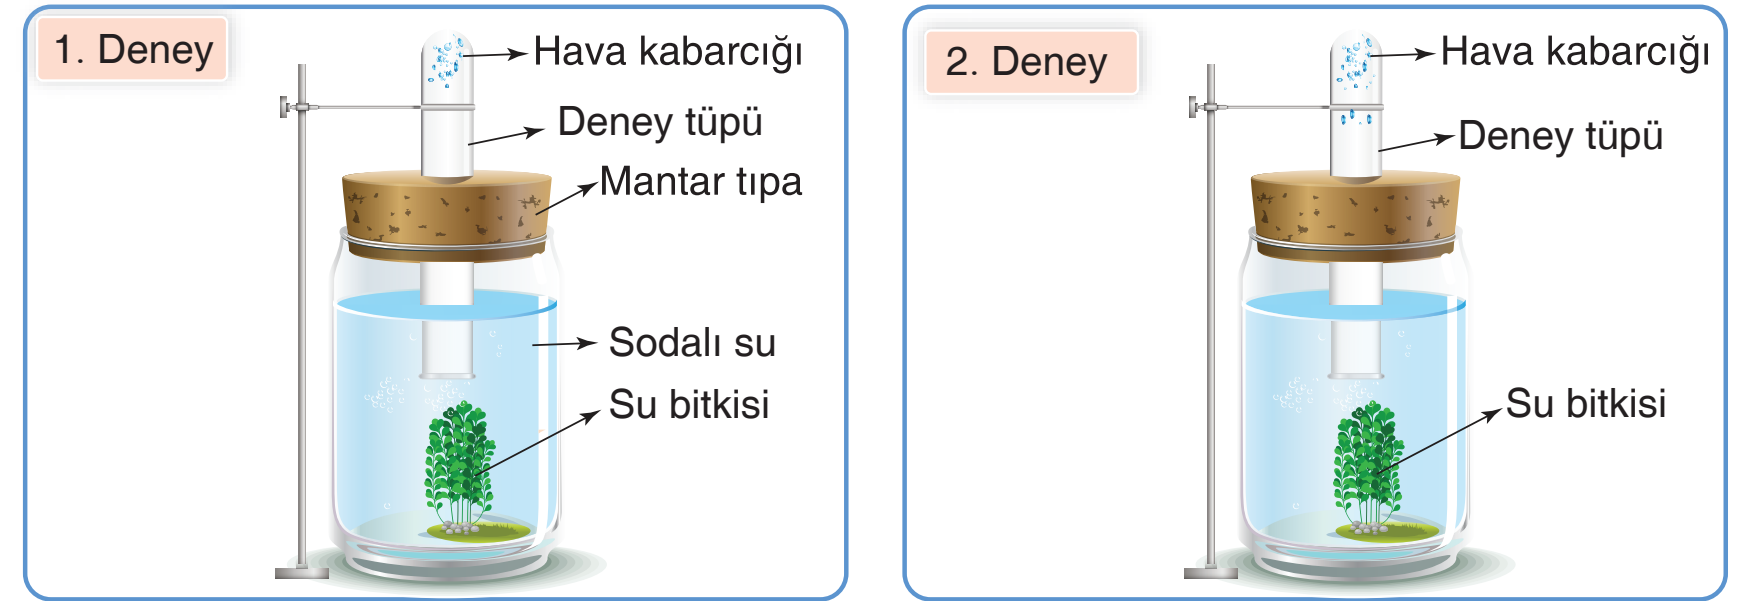 1. Deney
Hava kabarcığı
Deney tüpü
Mantar tıpa
Sodalı su
Su bitkisi
2. Deney
Hava kabarcığı
Deney tüpü
Su bitkisi